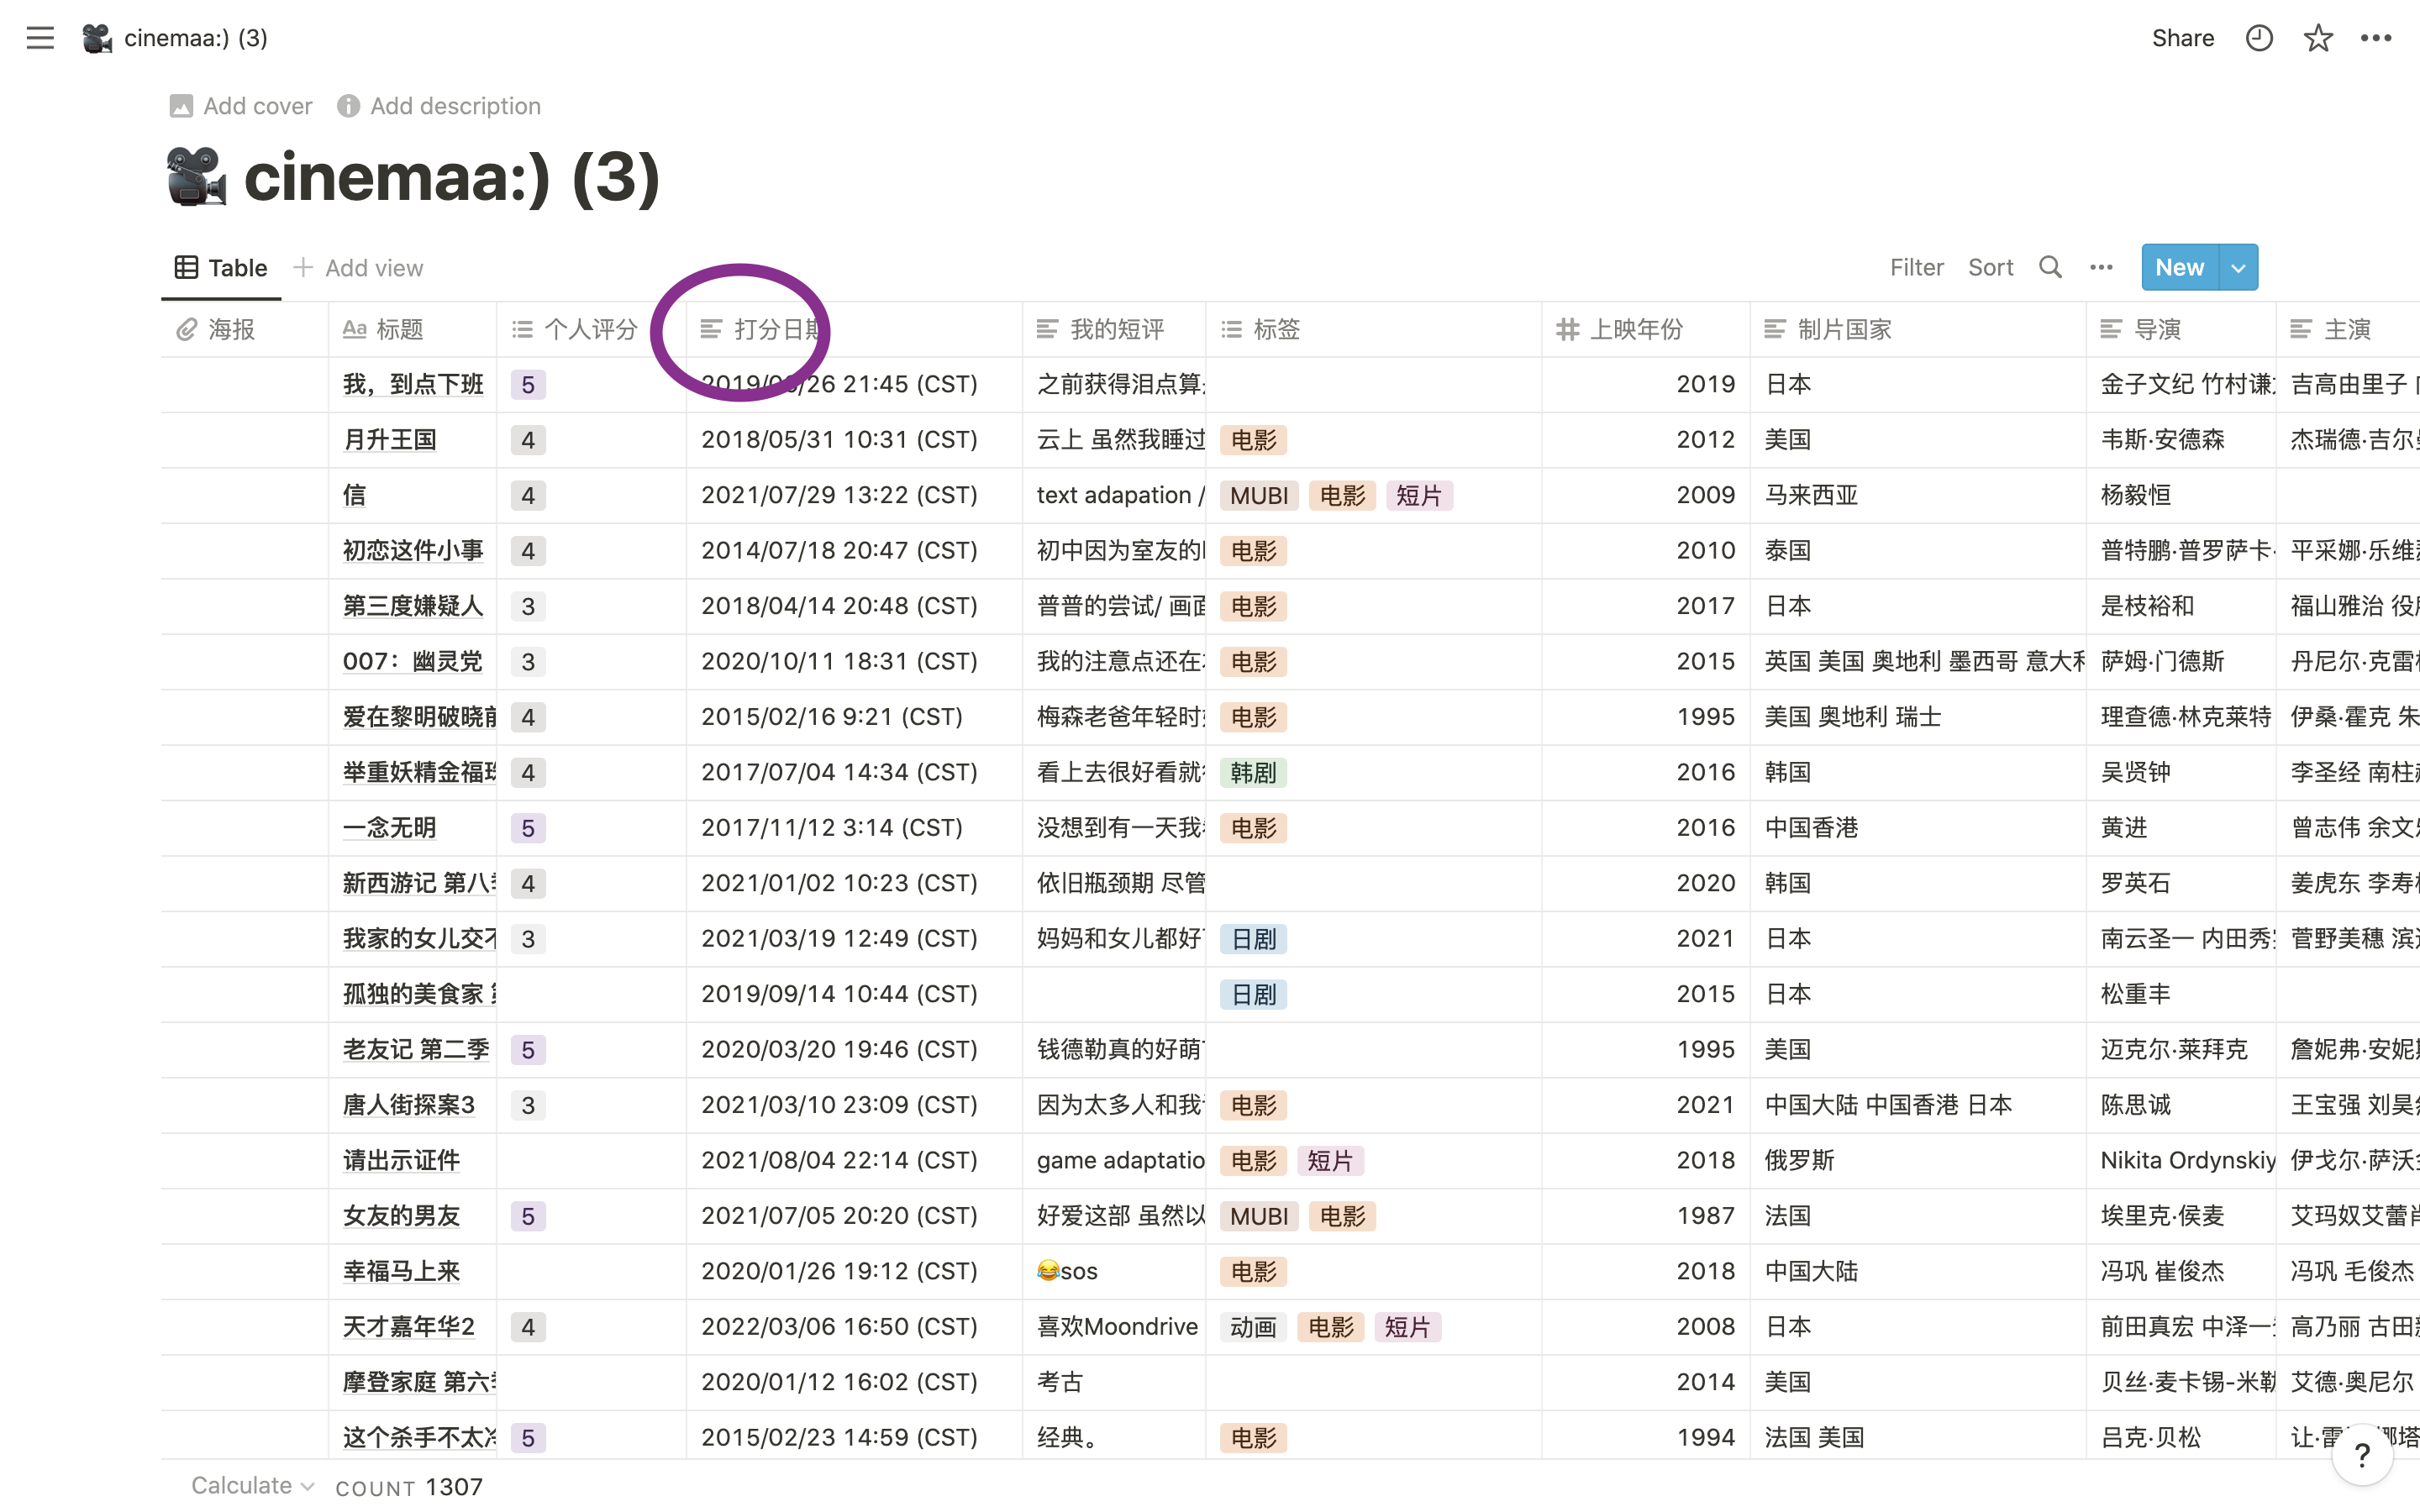 cinemaa:) (3)
Share
Add cover Add description
cinemaa:) (3)
Table Add view
Filter Sort New
海报 Aa 标题 个人评分 打分日期 我的短评 标签 上映年份 制片国家 导演 主演
我，到点下班 5 2019/06/26 21:45 (CST) 之前获得泪点算 2019 日本 金子文纪 竹村谦 吉高由里子
月升王国 4 2018/05/31 10:31 (CST) 云上 虽然我睡过 电影 2012 美国 韦斯·安德森 杰瑞德·吉尔
信 4 2021/07/29 13:22 (CST) text adapation / MUBI 电影 短片 2009 马来西亚 杨毅恒
初恋这件小事 4 2014/07/18 20:47 (CST) 初中因为室友的 电影 2010 泰国 普特鹏·普罗萨卡· 平采娜·乐维
第三度嫌疑人 3 2018/04/14 20:48 (CST) 普普的尝试/ 画面 电影 2017 日本 是枝裕和 福山雅治 役
007：幽灵党 3 2020/10/11 18:31 (CST) 我的注意点还在 电影 2015 英国 美国 奥地利 墨西哥 意大利 萨姆·门德斯 丹尼尔·克雷
爱在黎明破晓前 4 2015/02/16 9:21 (CST) 梅森老爸年轻时 电影 1995 美国 奥地利 瑞士 理查德·林克莱特 伊桑·霍克 朱
举重妖精金福珠 4 2017/07/04 14:34 (CST) 看上去很好看就 韩剧 2016 韩国 吴贤钟 李圣经 南柱
一念无明 5 2017/11/12 3:14 (CST) 没想到有一天我 电影 2016 中国香港 黄进 曾志伟 余文
新西游记 第八 4 2021/01/02 10:23 (CST) 依旧瓶颈期 尽管 2020 韩国 罗英石 姜虎东 李寿
我家的女儿交不 3 2021/03/19 12:49 (CST) 妈妈和女儿都好 日剧 2021 日本 南云圣一 内田秀 菅野美穗 滨
孤独的美食家 2019/09/14 10:44 (CST) 日剧 2015 日本 松重丰
老友记 第二季 5 2020/03/20 19:46 (CST) 钱德勒真的好萌 1995 美国 迈克尔·莱拜克 詹妮弗·安妮
唐人街探案3 3 2021/03/10 23:09 (CST) 因为太多人和我 电影 2021 中国大陆 中国香港 日本 陈思诚 王宝强 刘昊
请出示证件 2021/08/04 22:14 (CST) game adaptatio 电影 短片 2018 俄罗斯 Nikita Ordynskiy 伊戈尔·萨沃
女友的男友 5 2021/07/05 20:20 (CST) 好爱这部 虽然以 MUBI 电影 1987 法国 埃里克·侯麦 艾玛奴艾蕾
幸福马上来 2020/01/26 19:12 (CST) 😂sos 电影 2018 中国大陆 冯巩 崔俊杰 冯巩 毛俊杰
天才嘉年华2 4 2022/03/06 16:50 (CST) 喜欢Moondrive 动画 电影 短片 2008 日本 前田真宏 中泽一 高乃丽 古田
摩登家庭 第六 2020/01/12 16:02 (CST) 考古 2014 美国 贝丝·麦卡锡-米勒 艾德·奥尼尔
这个杀手不太冷 5 2015/02/23 14:59 (CST) 经典。 电影 1994 法国 美国 吕克·贝松 让·雷
Calculate COUNT 1307 ?